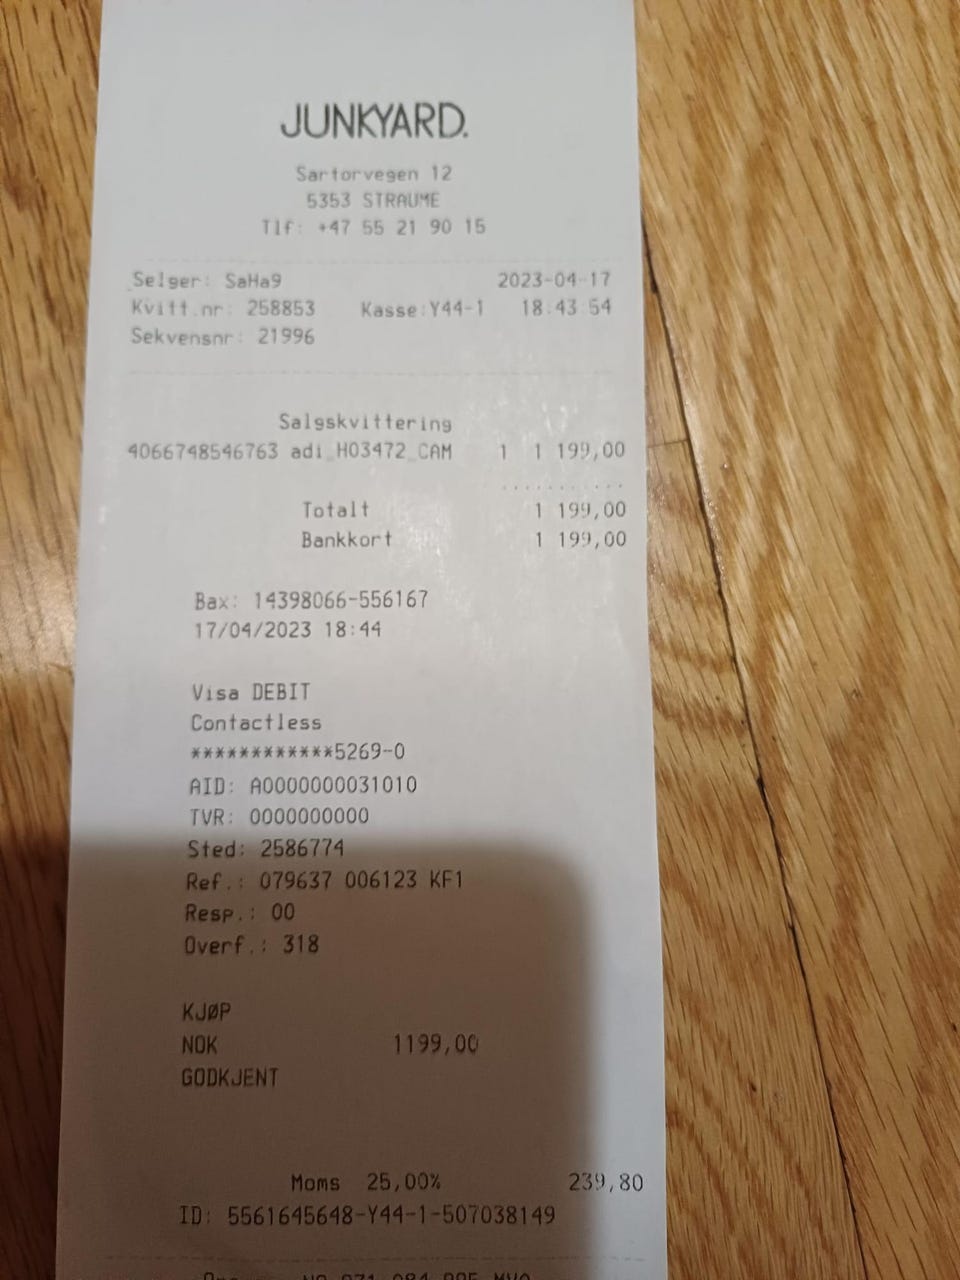 JUNKYARD.
Sartorvegen 12
5353 STRAUME
Tlf: +47 55 21 90 15
Selger: SaHa9 2023-04-17
Kvitt.nr: 258853 Kasse:Y44-1 18:43:54
Sekvensnr: 21996
Salgskvittering
4066748546763 adi_H03472_CAM 1 1 199,00
Totalt 1 199,00
Bankkort 1 199,00
Bax: 14398066-556167
17/04/2023 18:44
Visa DEBIT
Contactless
************5269-0
AID: A0000000031010
TVR: 0000000000
Sted: 2586774
Ref.: 079637 006123 KF1
Resp.: 00
Overf.: 318
KJØP
NOK 1199,00
GODKJENT
Moms 25,00% 239,80
ID: 5561645648-Y44-1-507038149